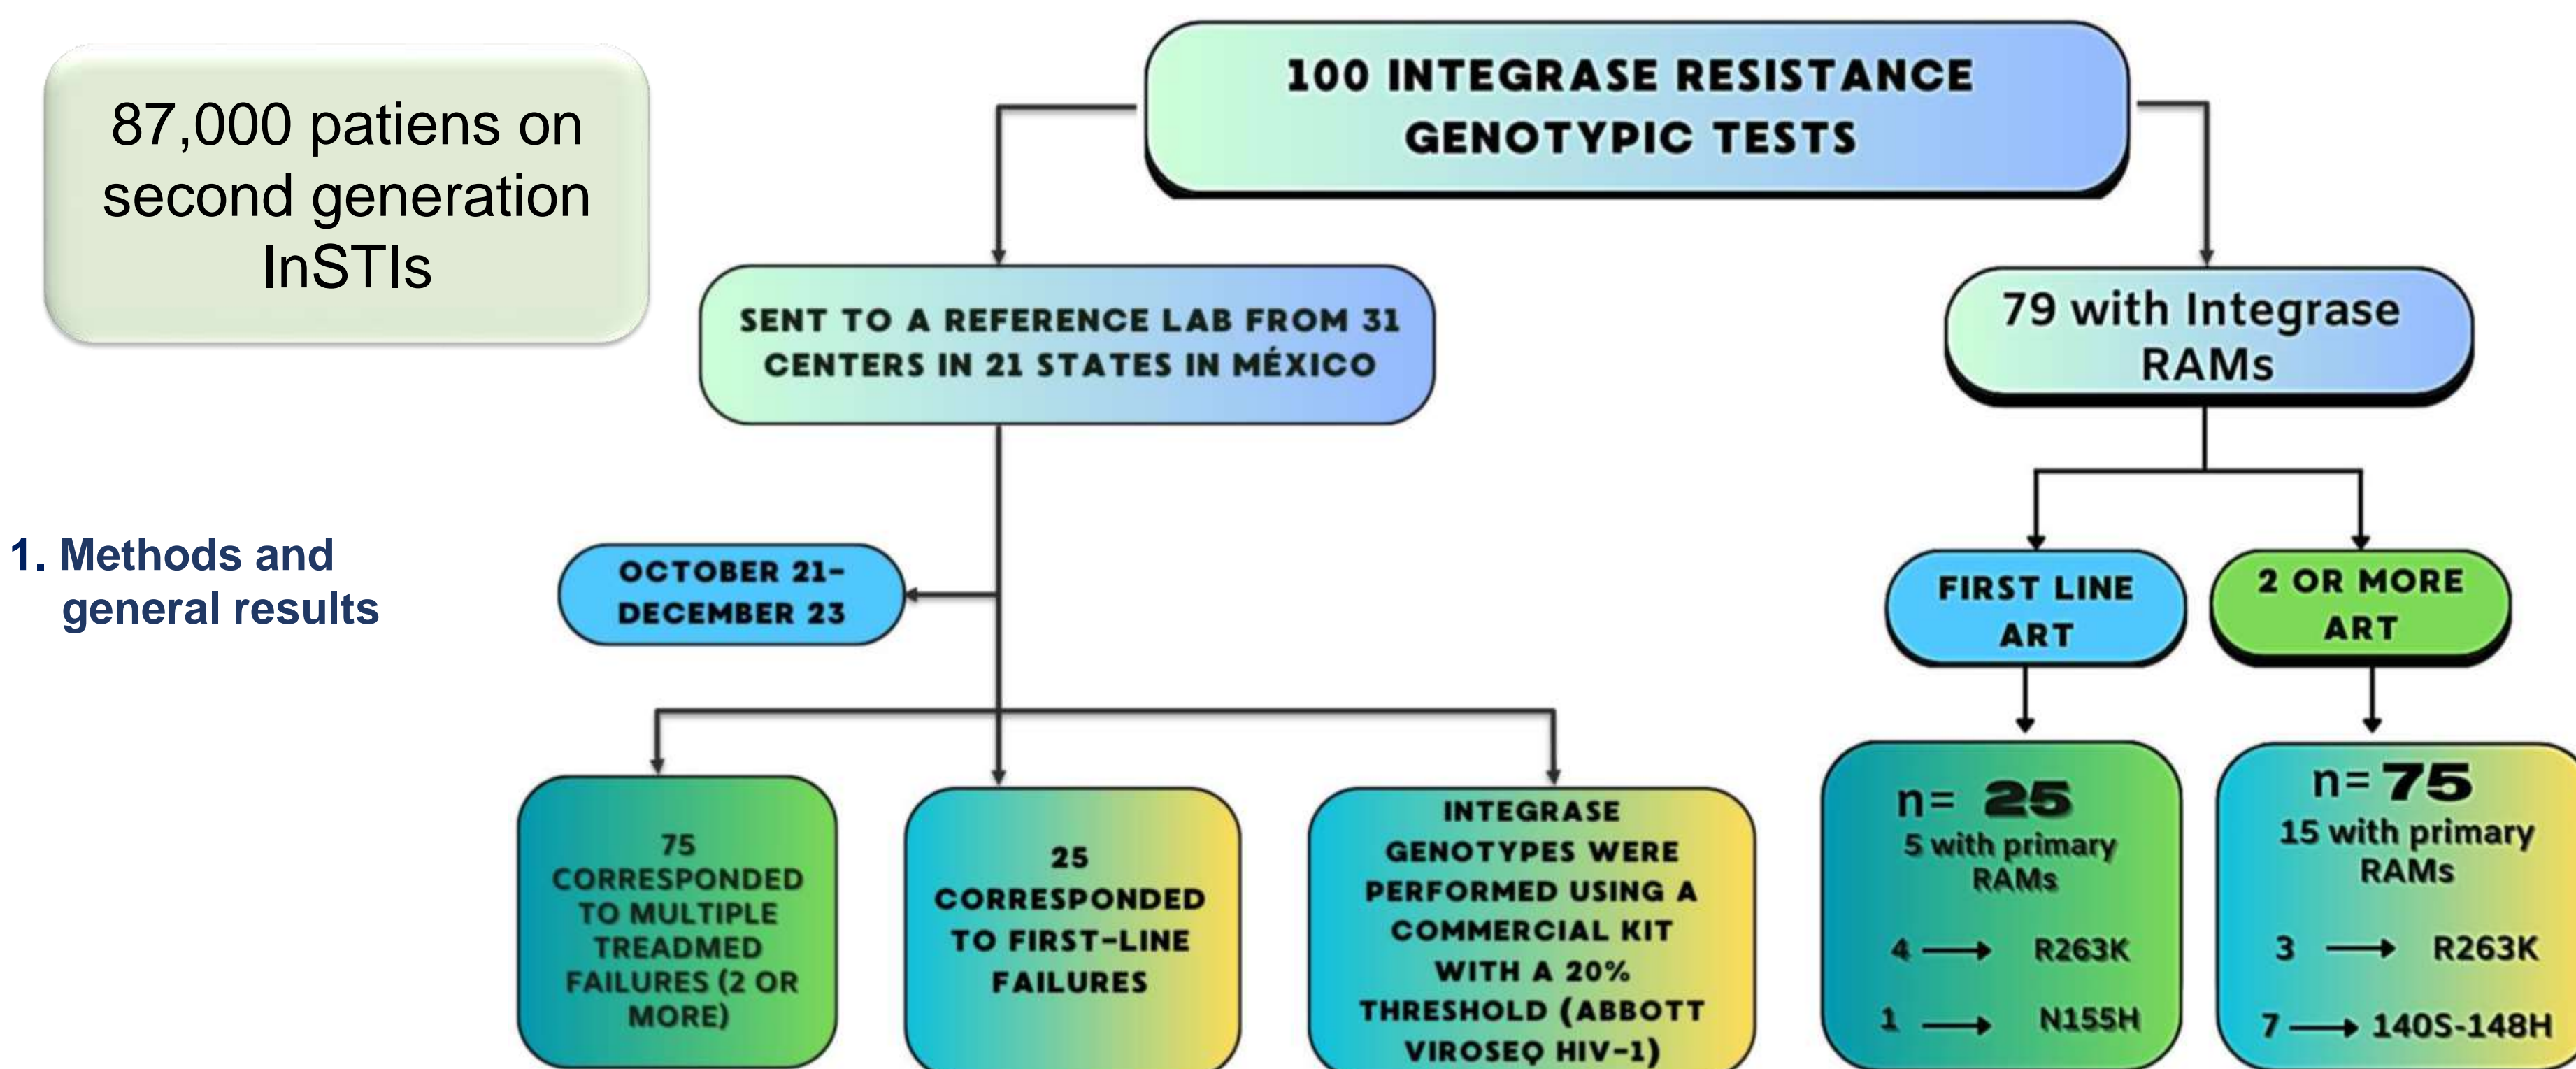 87,000 patiens on
second generation
InSTIs
100 INTEGRASE RESISTANCE
GENOTYPIC TESTS
SENT TO A REFERENCE LAB FROM 31
CENTERS IN 21 STATES IN MÉXICO
79 with Integrase
RAMs
1. Methods and
general results
OCTOBER 21-
DECEMBER 23
FIRST LINE
ART
2 OR MORE
ART
75
CORRESPONDED
TO MULTIPLE
TREADMED
FAILURES (2 OR
MORE)
25
CORRESPONDED
TO FIRST-LINE
FAILURES
INTEGRASE
GENOTYPES WERE
PERFORMED USING A
COMMERCIAL KIT
WITH A 20%
THRESHOLD (ABBOTT
VIROSEQ HIV-1)
n= 25
5 with primary
RAMs
4 → R263K
1 → N155H
n= 75
15 with primary
RAMs
3 → R263K
7 → 140S-148H